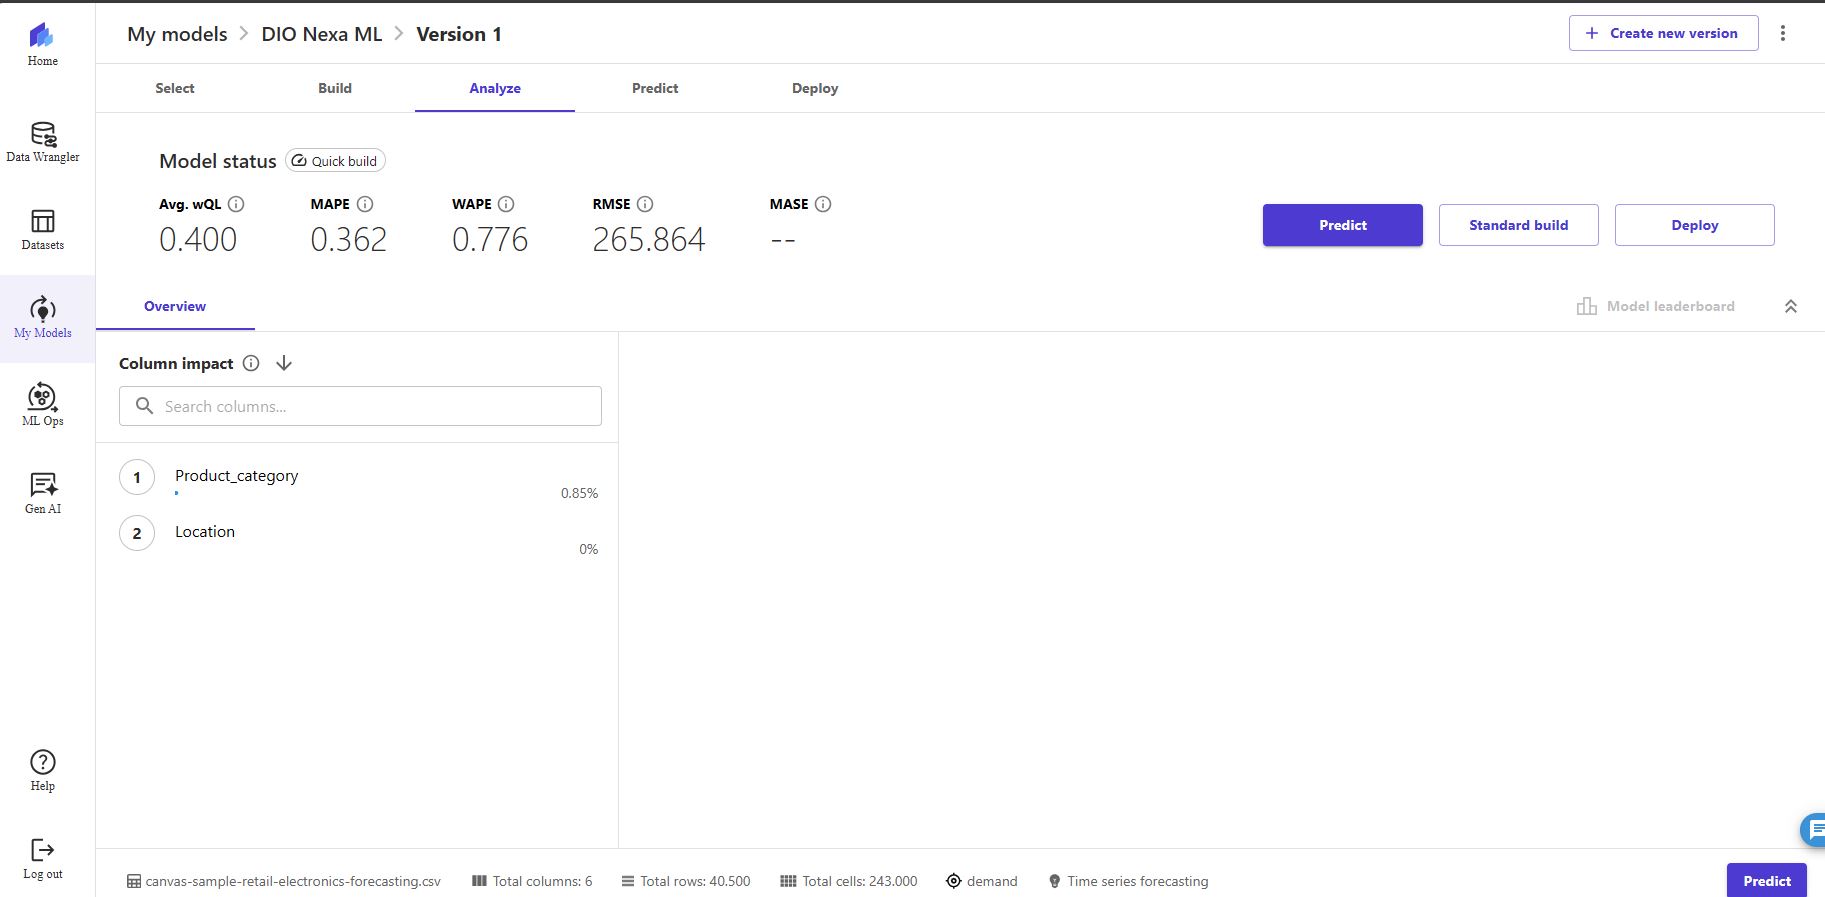 Home
Data Wrangler
Datasets
My Models
ML Ops
Gen AI
Help
Log out
My models > DIO Nexa ML > Version 1
+ Create new version
Select Build Analyze Predict Deploy
Model status Quick build
Avg. wQL MAPE WAPE RMSE MASE
0.400 0.362 0.776 265.864 --
Predict Standard build Deploy
Overview
Model leaderboard
Column impact
Search columns...
1 Product_category
0.85%
2 Location
0%
canvas-sample-retail-electronics-forecasting.csv Total columns: 6 Total rows: 40.500 Total cells: 243.000 demand Time series forecasting
Predict